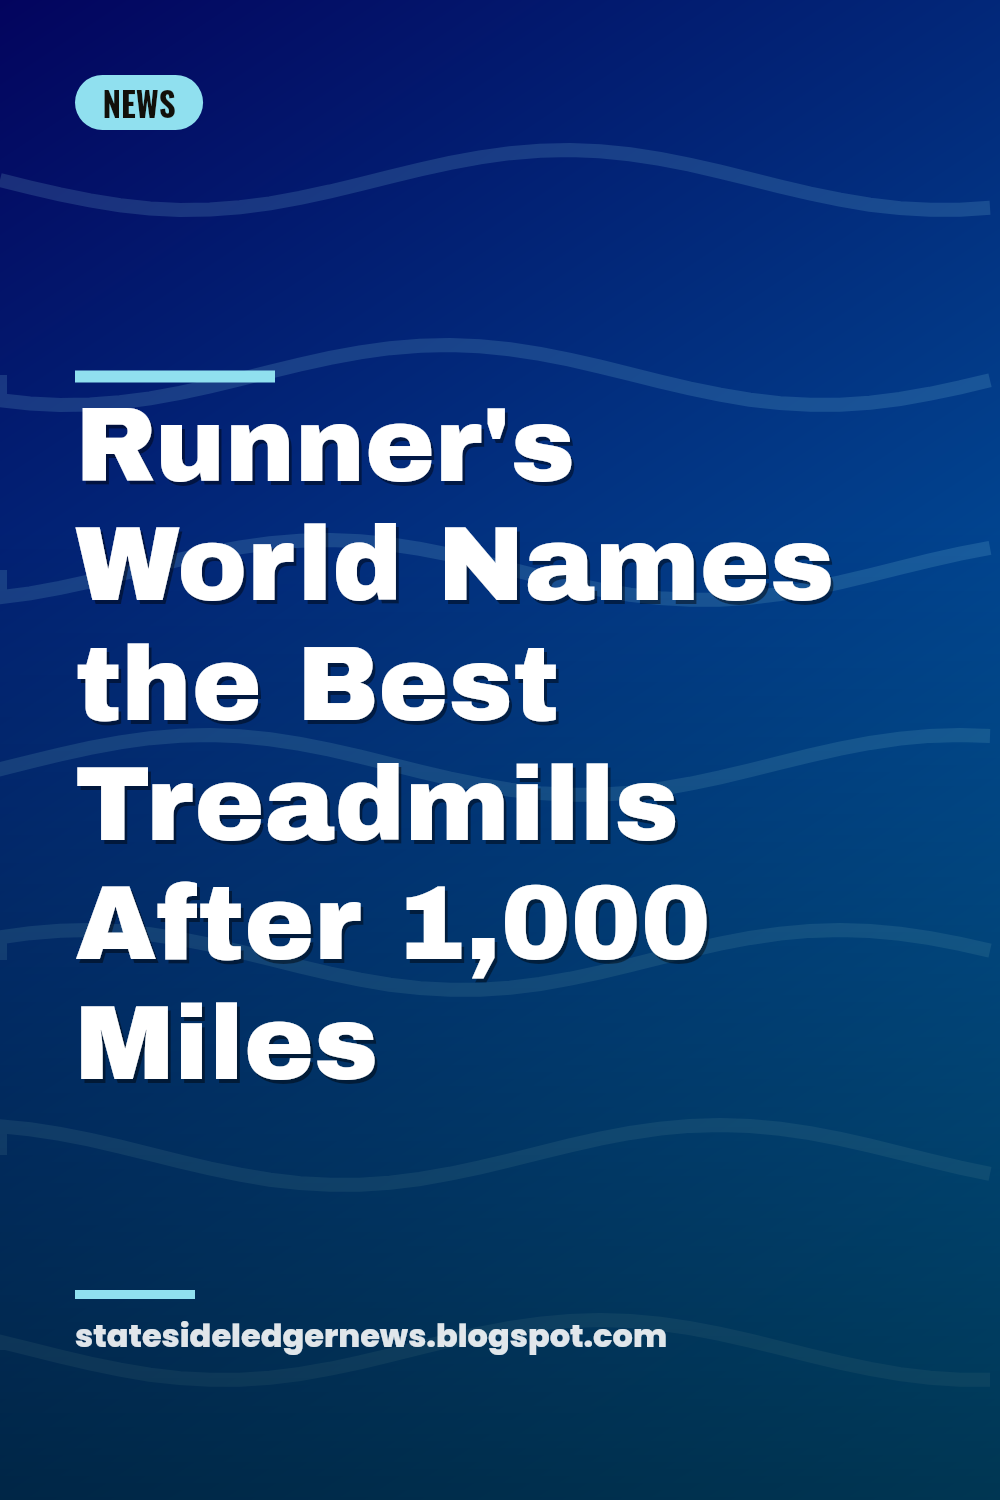 NEWS
Runner's
World Names
the Best
Treadmills
After 1,000
Miles
statesideledgernews.blogspot.com